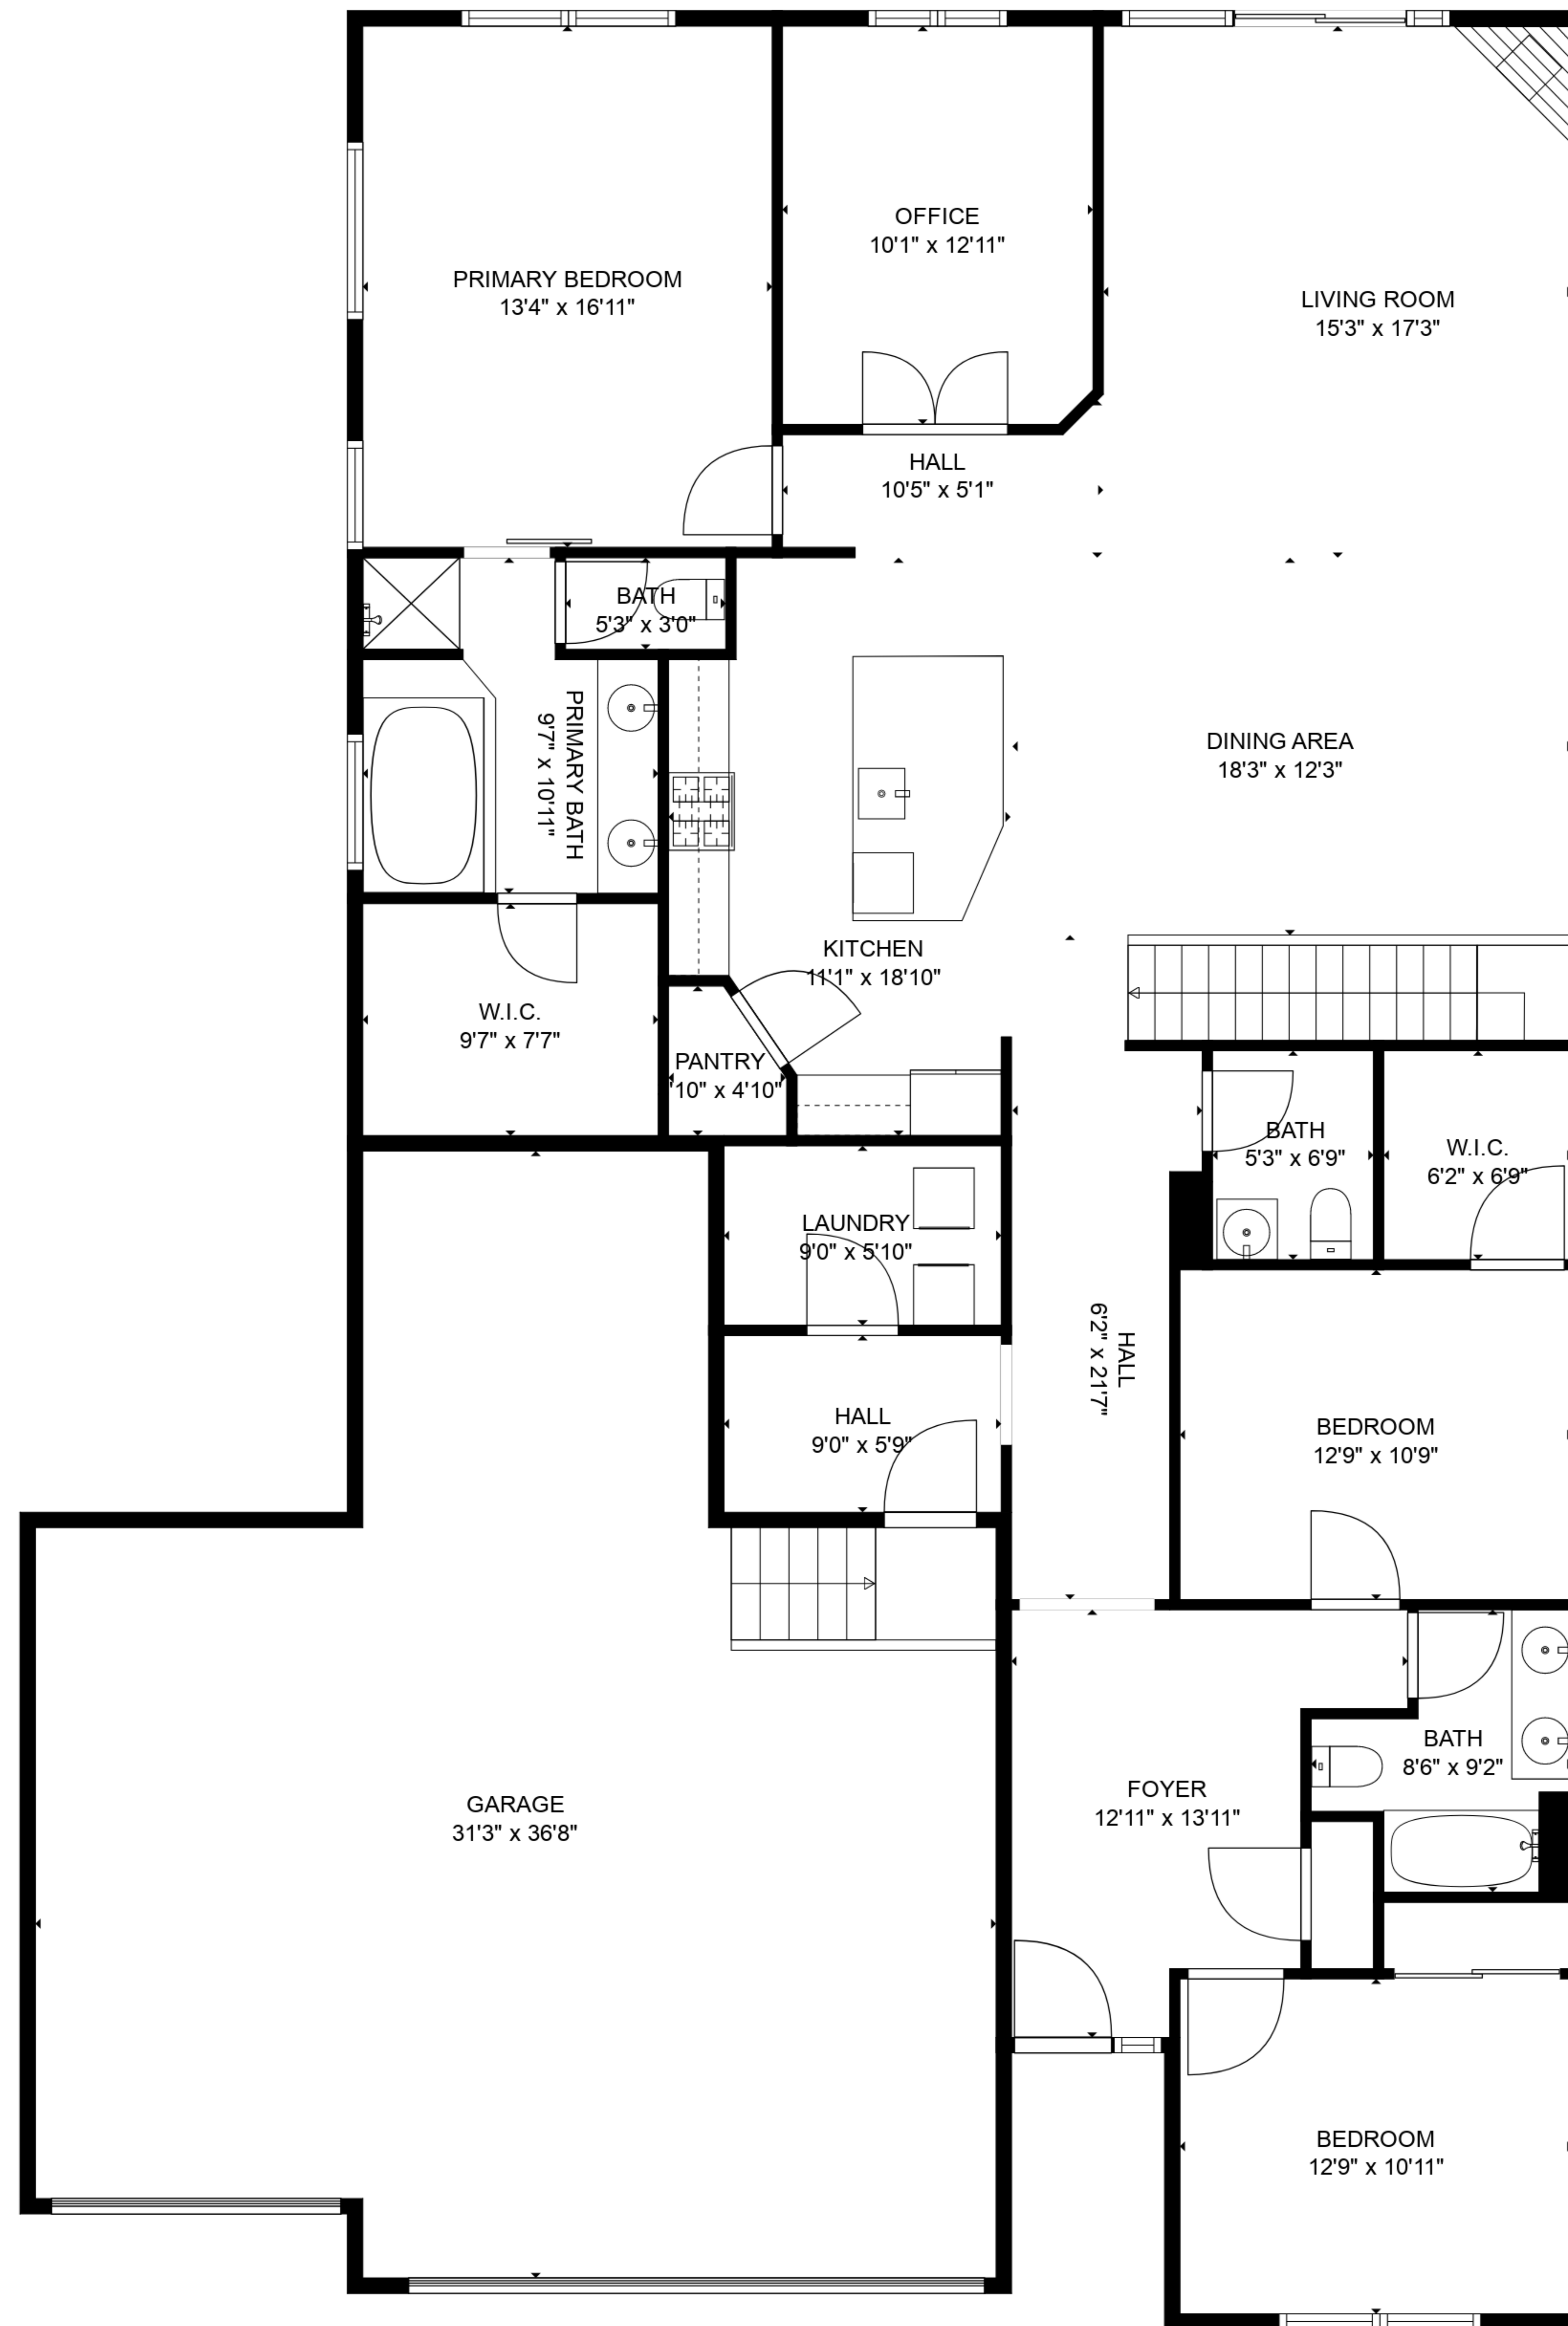 OFFICE
10'1" x 12'11"
PRIMARY BEDROOM
13'4" x 16'11"
LIVING ROOM
15'3" x 17'3"
HALL
10'5" x 5'1"
BATH
5'3" x 3'0"
PRIMARY BATH
9'7" x 10'11"
DINING AREA
18'3" x 12'3"
KITCHEN
11'1" x 18'10"
W.I.C.
9'7" x 7'7"
PANTRY
'10" x 4'10"
BATH
5'3" x 6'9"
W.I.C.
6'2" x 6'9"
LAUNDRY
9'0" x 5'10"
HALL
6'2" x 21'7"
HALL
9'0" x 5'9"
BEDROOM
12'9" x 10'9"
BATH
8'6" x 9'2"
FOYER
12'11" x 13'11"
GARAGE
31'3" x 36'8"
BEDROOM
12'9" x 10'11"